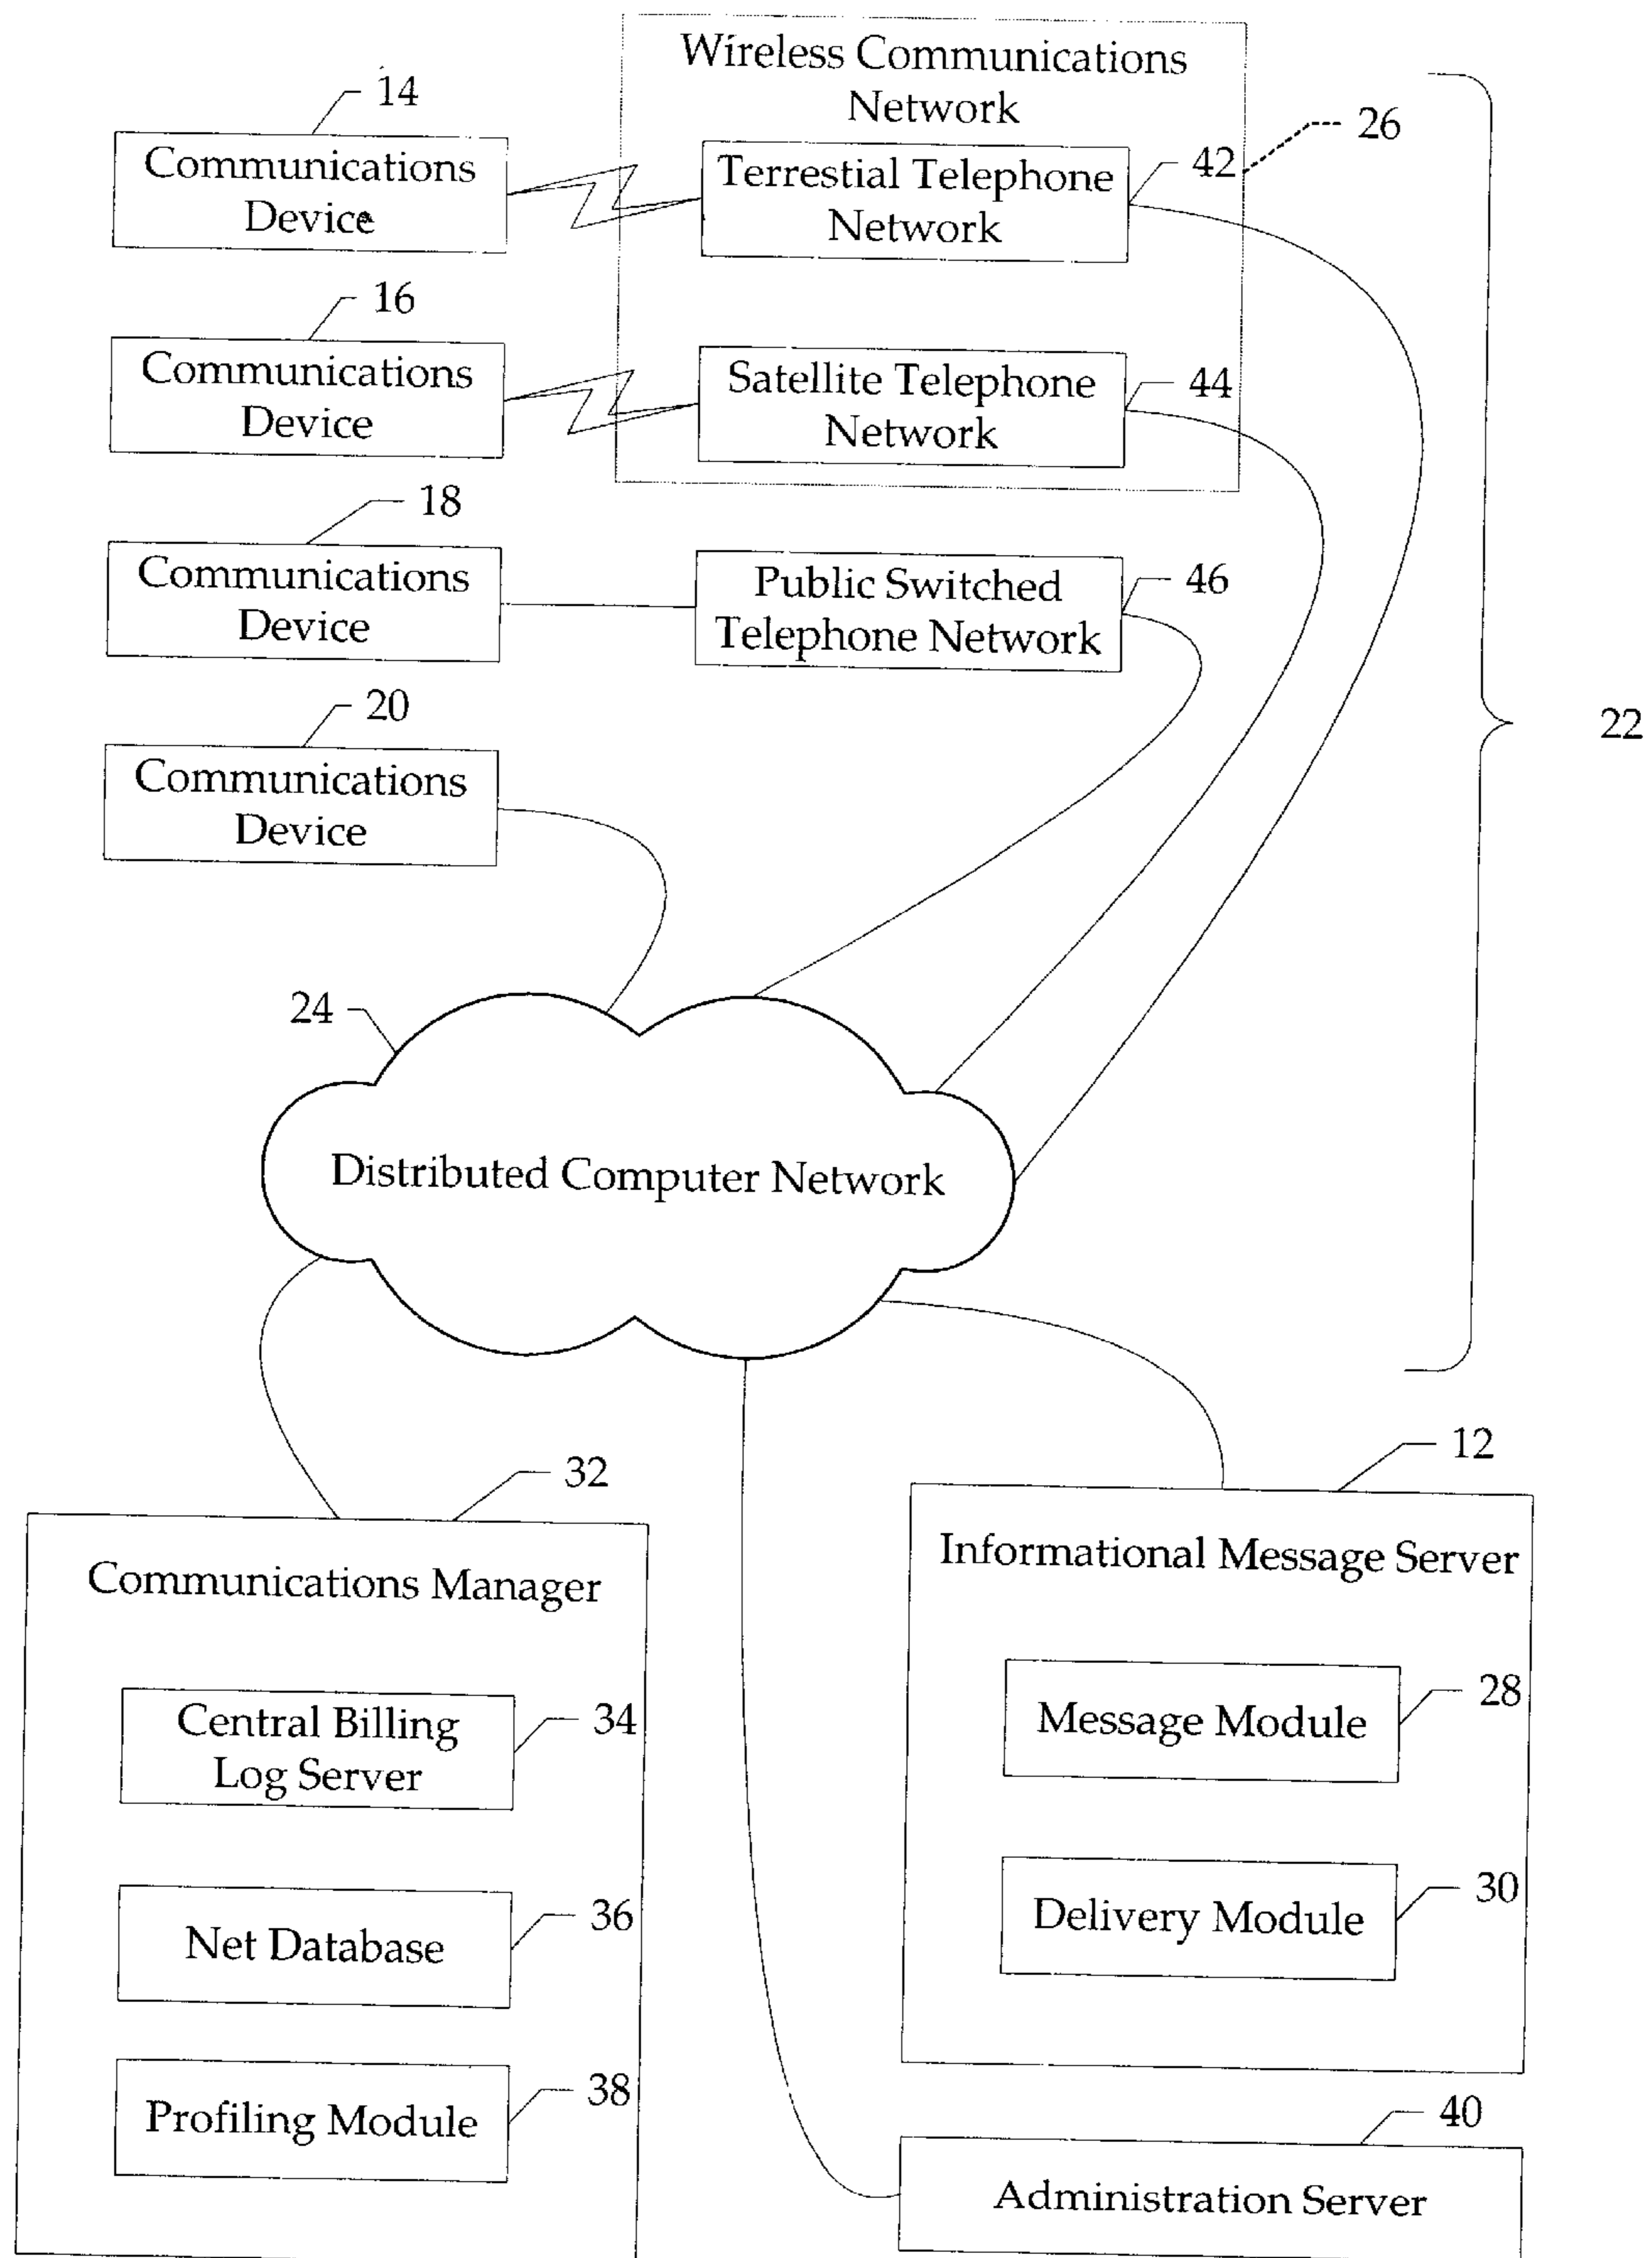 Wireless Communications
Network
14
26
Communications
Device
Terrestial Telephone
Network
42
16
Communications
Device
Satellite Telephone
Network
44
18
Communications
Device
Public Switched
Telephone Network
46
20
22
Communications
Device
24
Distributed Computer Network
32
12
Communications Manager
Informational Message Server
Central Billing
Log Server
34
Message Module
28
Net Database
36
Delivery Module
30
Profiling Module
38
40
Administration Server